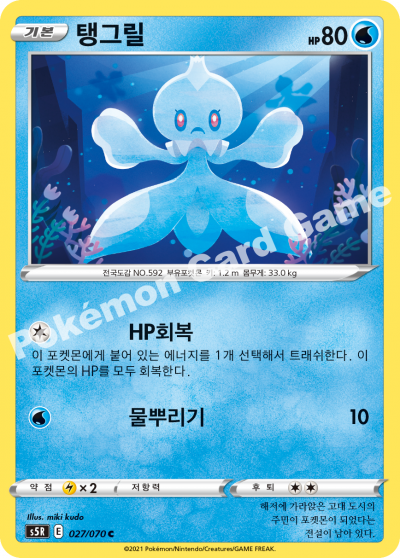 기본 탱그릴 HP 80
전국도감 NO.592 부유포켓몬 키: 1.2 m 몸무게: 33.0 kg
Pokémon Card Game
HP회복
이 포켓몬에게 붙어 있는 에너지를 1개 선택해서 트래쉬한다. 이
포켓몬의 HP를 모두 회복한다.
물뿌리기 10
약점 ×2 저항력 후퇴
Illus. miki kudo
s5R E 027/070 C
해저에 가라앉은 고대 도시의
주민이 포켓몬이 되었다는
전설이 남아 있다.
©2021 Pokémon/Nintendo/Creatures/GAME FREAK.